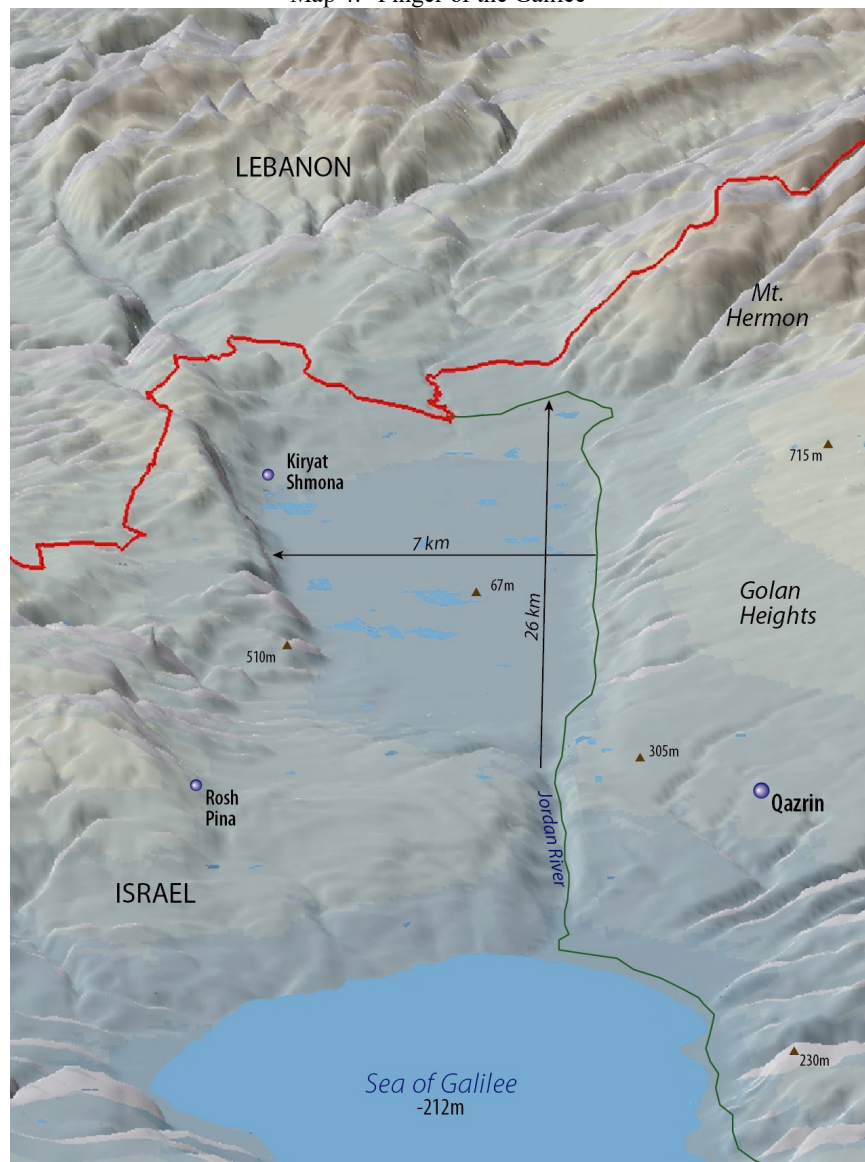 Map 4. "Finger of the Galilee"
LEBANON
Mt.
Hermon
715 m
Kiryat
Shmona
7 km
67m
26 km
Golan
Heights
510m
305m
Rosh
Pina
Jordan River
Qazrin
ISRAEL
230m
Sea of Galilee
-212m